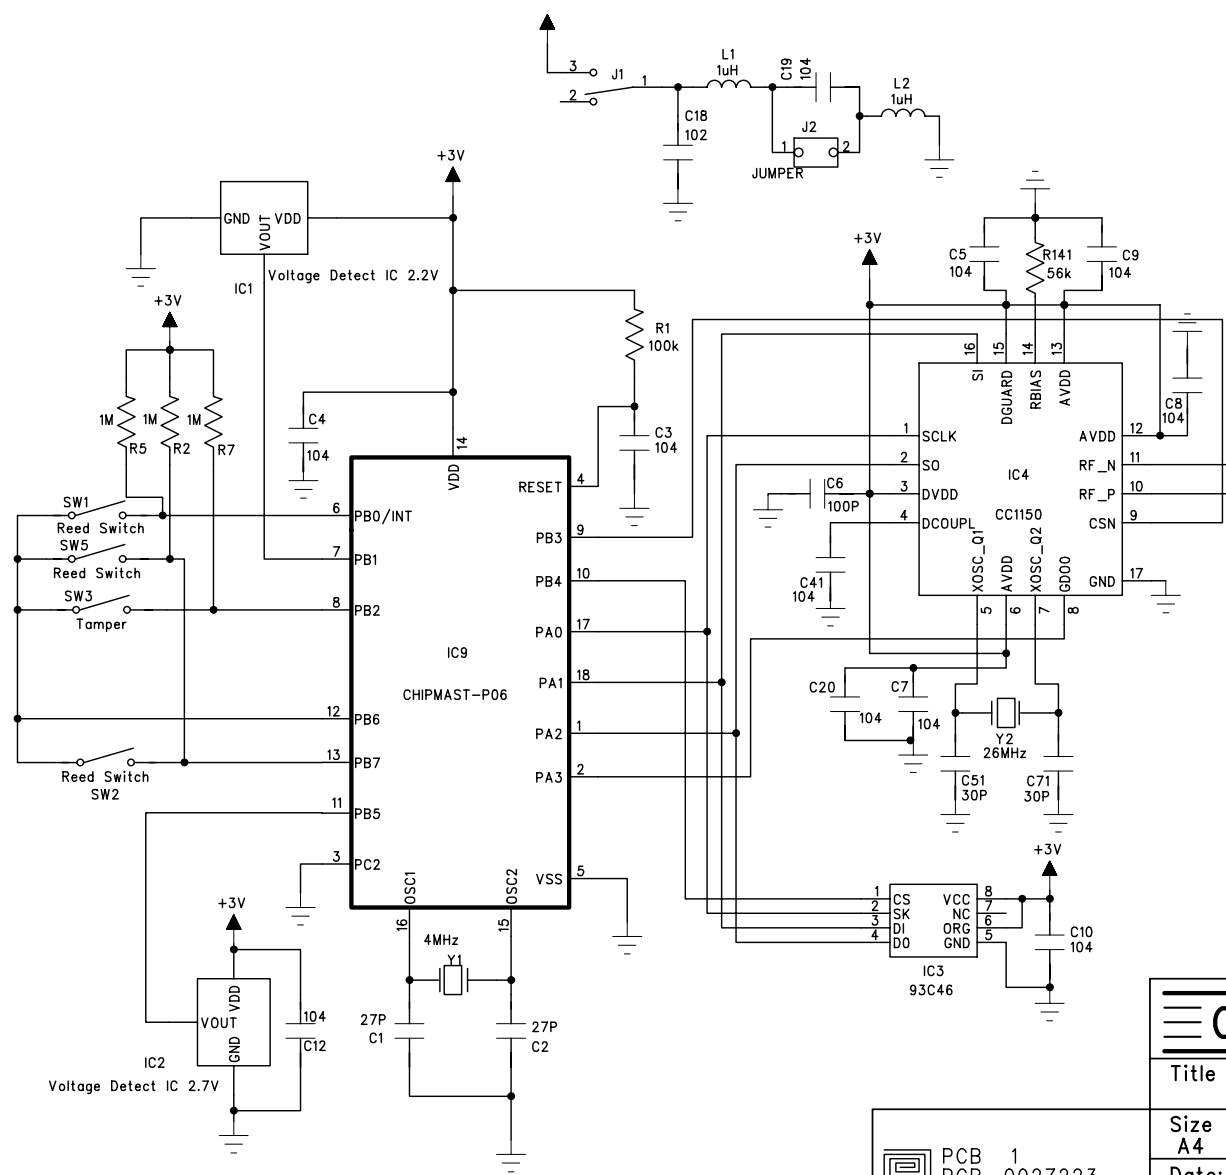 3
J1
1
2
L1
1uH
C19
104
L2
1uH
C18
102
J2
1
2
JUMPER
+3V
GND
VOUT
VDD
IC1
Voltage Detect IC 2.2V
+3V
R1
100k
1M
R5
1M
R2
1M
R7
C4
104
C3
104
14
VDD
RESET
4
SW1
Reed Switch
6
PB0/INT
SW5
Reed Switch
7
PB1
SW3
Tamper
8
PB2
PB3
9
PB4
10
PA0
17
PA1
18
PA2
1
PA3
2
IC9
CHIPMAST-P06
12
PB6
13
PB7
Reed Switch
SW2
11
PB5
3
PC2
VSS
5
OSC1
OSC2
16
15
4MHz
Y1
27P
C1
27P
C2
+3V
VDD
VOUT
GND
104
C12
IC2
Voltage Detect IC 2.7V
+3V
C5
104
R141
56k
C9
104
16
15
14
13
SI
DGUARD
RBIAS
AVDD
C8
104
1
SCLK
2
SO
3
DVDD
4
DCOUPL
IC4
CC1150
AVDD
12
RF_N
11
RF_P
10
CSN
9
GND
17
C6
100P
C41
104
XOSC_Q1
AVDD
XOSC_Q2
GDO0
5
6
7
8
C20
104
C7
104
Y2
26MHz
C51
30P
C71
30P
+3V
1
CS
2
SK
3
DI
4
DO
VCC
8
NC
7
ORG
6
GND
5
IC3
93C46
C10
104
Title
Size
A4
PCB 1